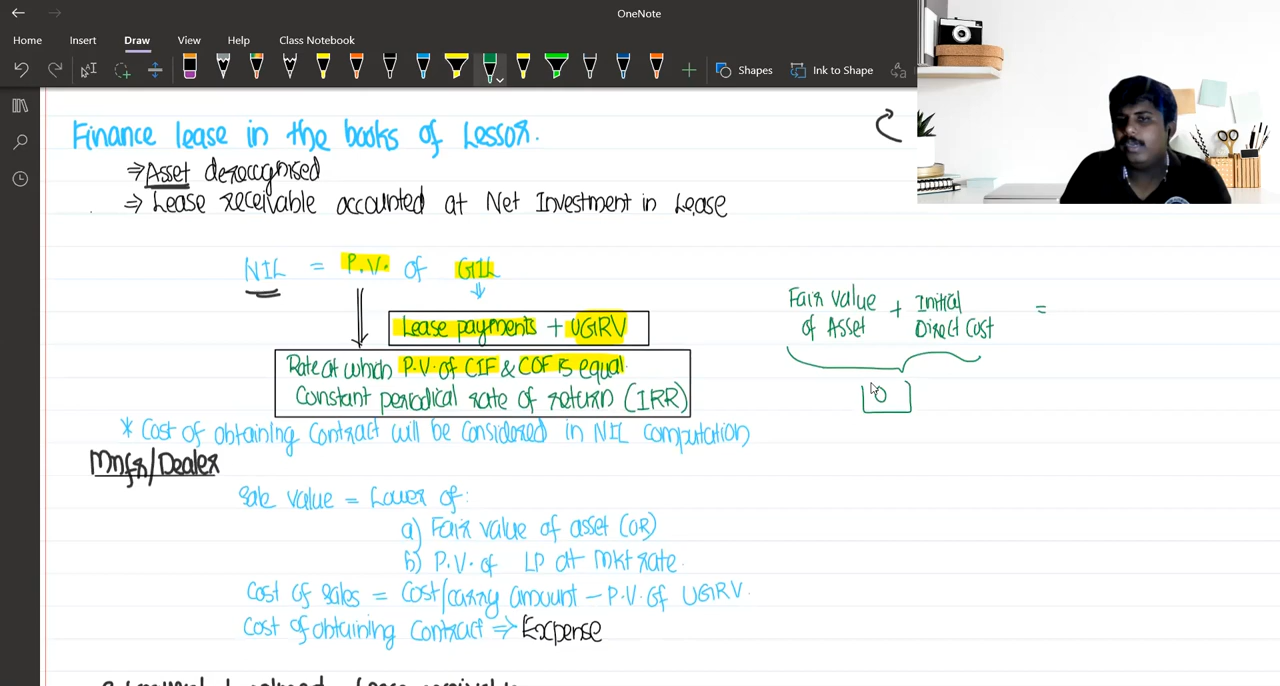 OneNote
Home Insert Draw View Help Class Notebook
Shapes Ink to Shape
Finance lease in the books of Lessor.
⇒ Asset derecognised
⇒ Lease receivable accounted at Net Investment in Lease
NIL = P.V. of GIL
Lease payments + UGRV
Rate at which P.V. of CIF & COF is equal.
Constant periodical rate of return (IRR)
* Cost of obtaining contract will be considered in NIL computation
Fair value of Asset + Initial Direct Cost =
0
Mnfr/Dealer
Sale value = Lower of:
a) Fair value of asset (OR)
b) P.V. of LP at mkt rate.
Cost of sales = Cost/carry amount – P.V. of UGRV.
Cost of obtaining contract ⇒ Expense